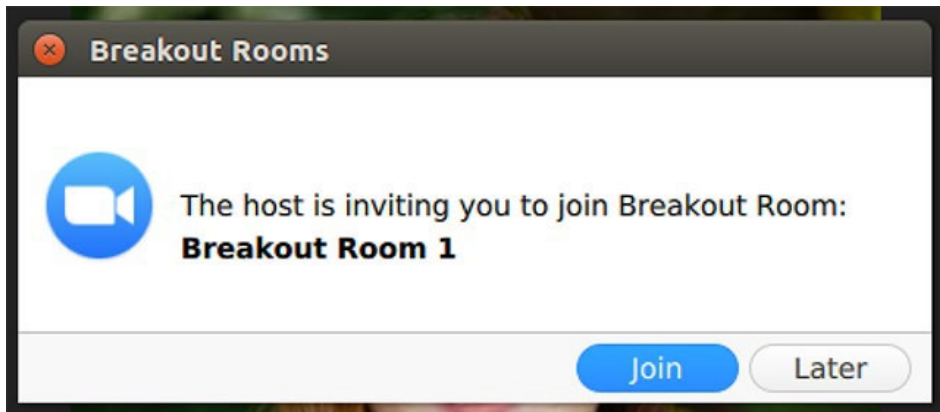 Breakout Rooms
The host is inviting you to join Breakout Room:
Breakout Room 1
Join
Later